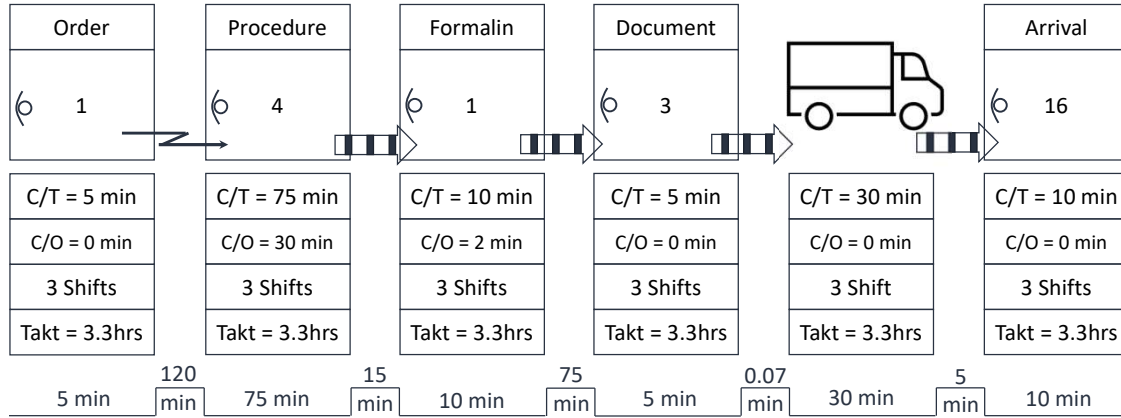 Order Procedure Formalin Document Arrival
1 4 1 3 16
C/T = 5 min C/T = 75 min C/T = 10 min C/T = 5 min C/T = 30 min C/T = 10 min
C/O = 0 min C/O = 30 min C/O = 2 min C/O = 0 min C/O = 0 min C/O = 0 min
3 Shifts 3 Shifts 3 Shifts 3 Shifts 3 Shift 3 Shifts
Takt = 3.3hrs Takt = 3.3hrs Takt = 3.3hrs Takt = 3.3hrs Takt = 3.3hrs Takt = 3.3hrs
120 15 75 0.07 5
5 min min 75 min min 10 min min 5 min min 30 min min 10 min